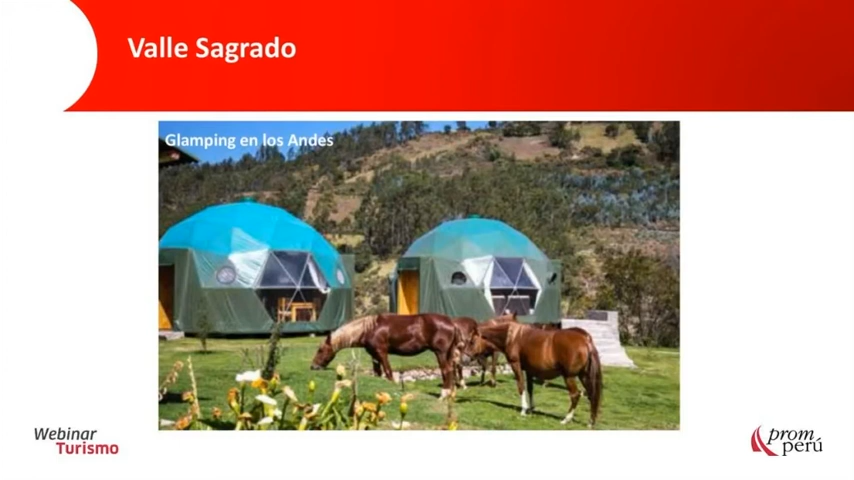 Valle Sagrado
Glamping en los Andes
Webinar
Turismo
prom
perú